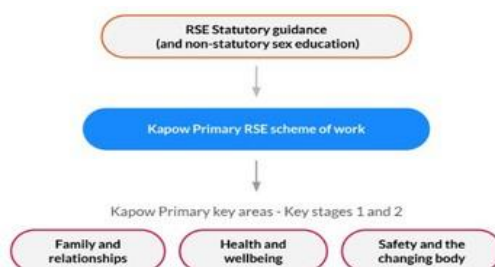 RSE Statutory guidance
(and non-statutory sex education)
Kapow Primary RSE scheme of work
Kapow Primary key areas - Key stages 1 and 2
Family and
relationships
Health and
wellbeing
Safety and the
changing body